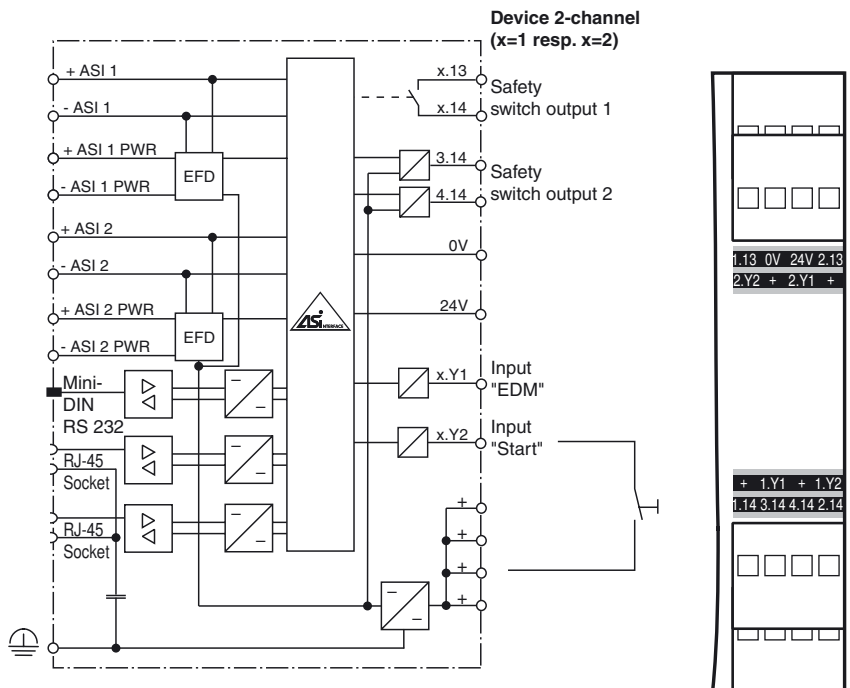 Device 2-channel
(x=1 resp. x=2)
+ ASI 1
- ASI 1
+ ASI 1 PWR
- ASI 1 PWR
EFD
+ ASI 2
- ASI 2
+ ASI 2 PWR
- ASI 2 PWR
EFD
Mini-
DIN
RS 232
RJ-45
Socket
RJ-45
Socket
ASi
INTERFACE
x.13
x.14
Safety
switch output 1
3.14
4.14
Safety
switch output 2
0V
24V
x.Y1
Input
"EDM"
x.Y2
Input
"Start"
+
+
+
+
1.13 0V 24V 2.13
2.Y2 + 2.Y1 +
+ 1.Y1 + 1.Y2
1.14 3.14 4.14 2.14